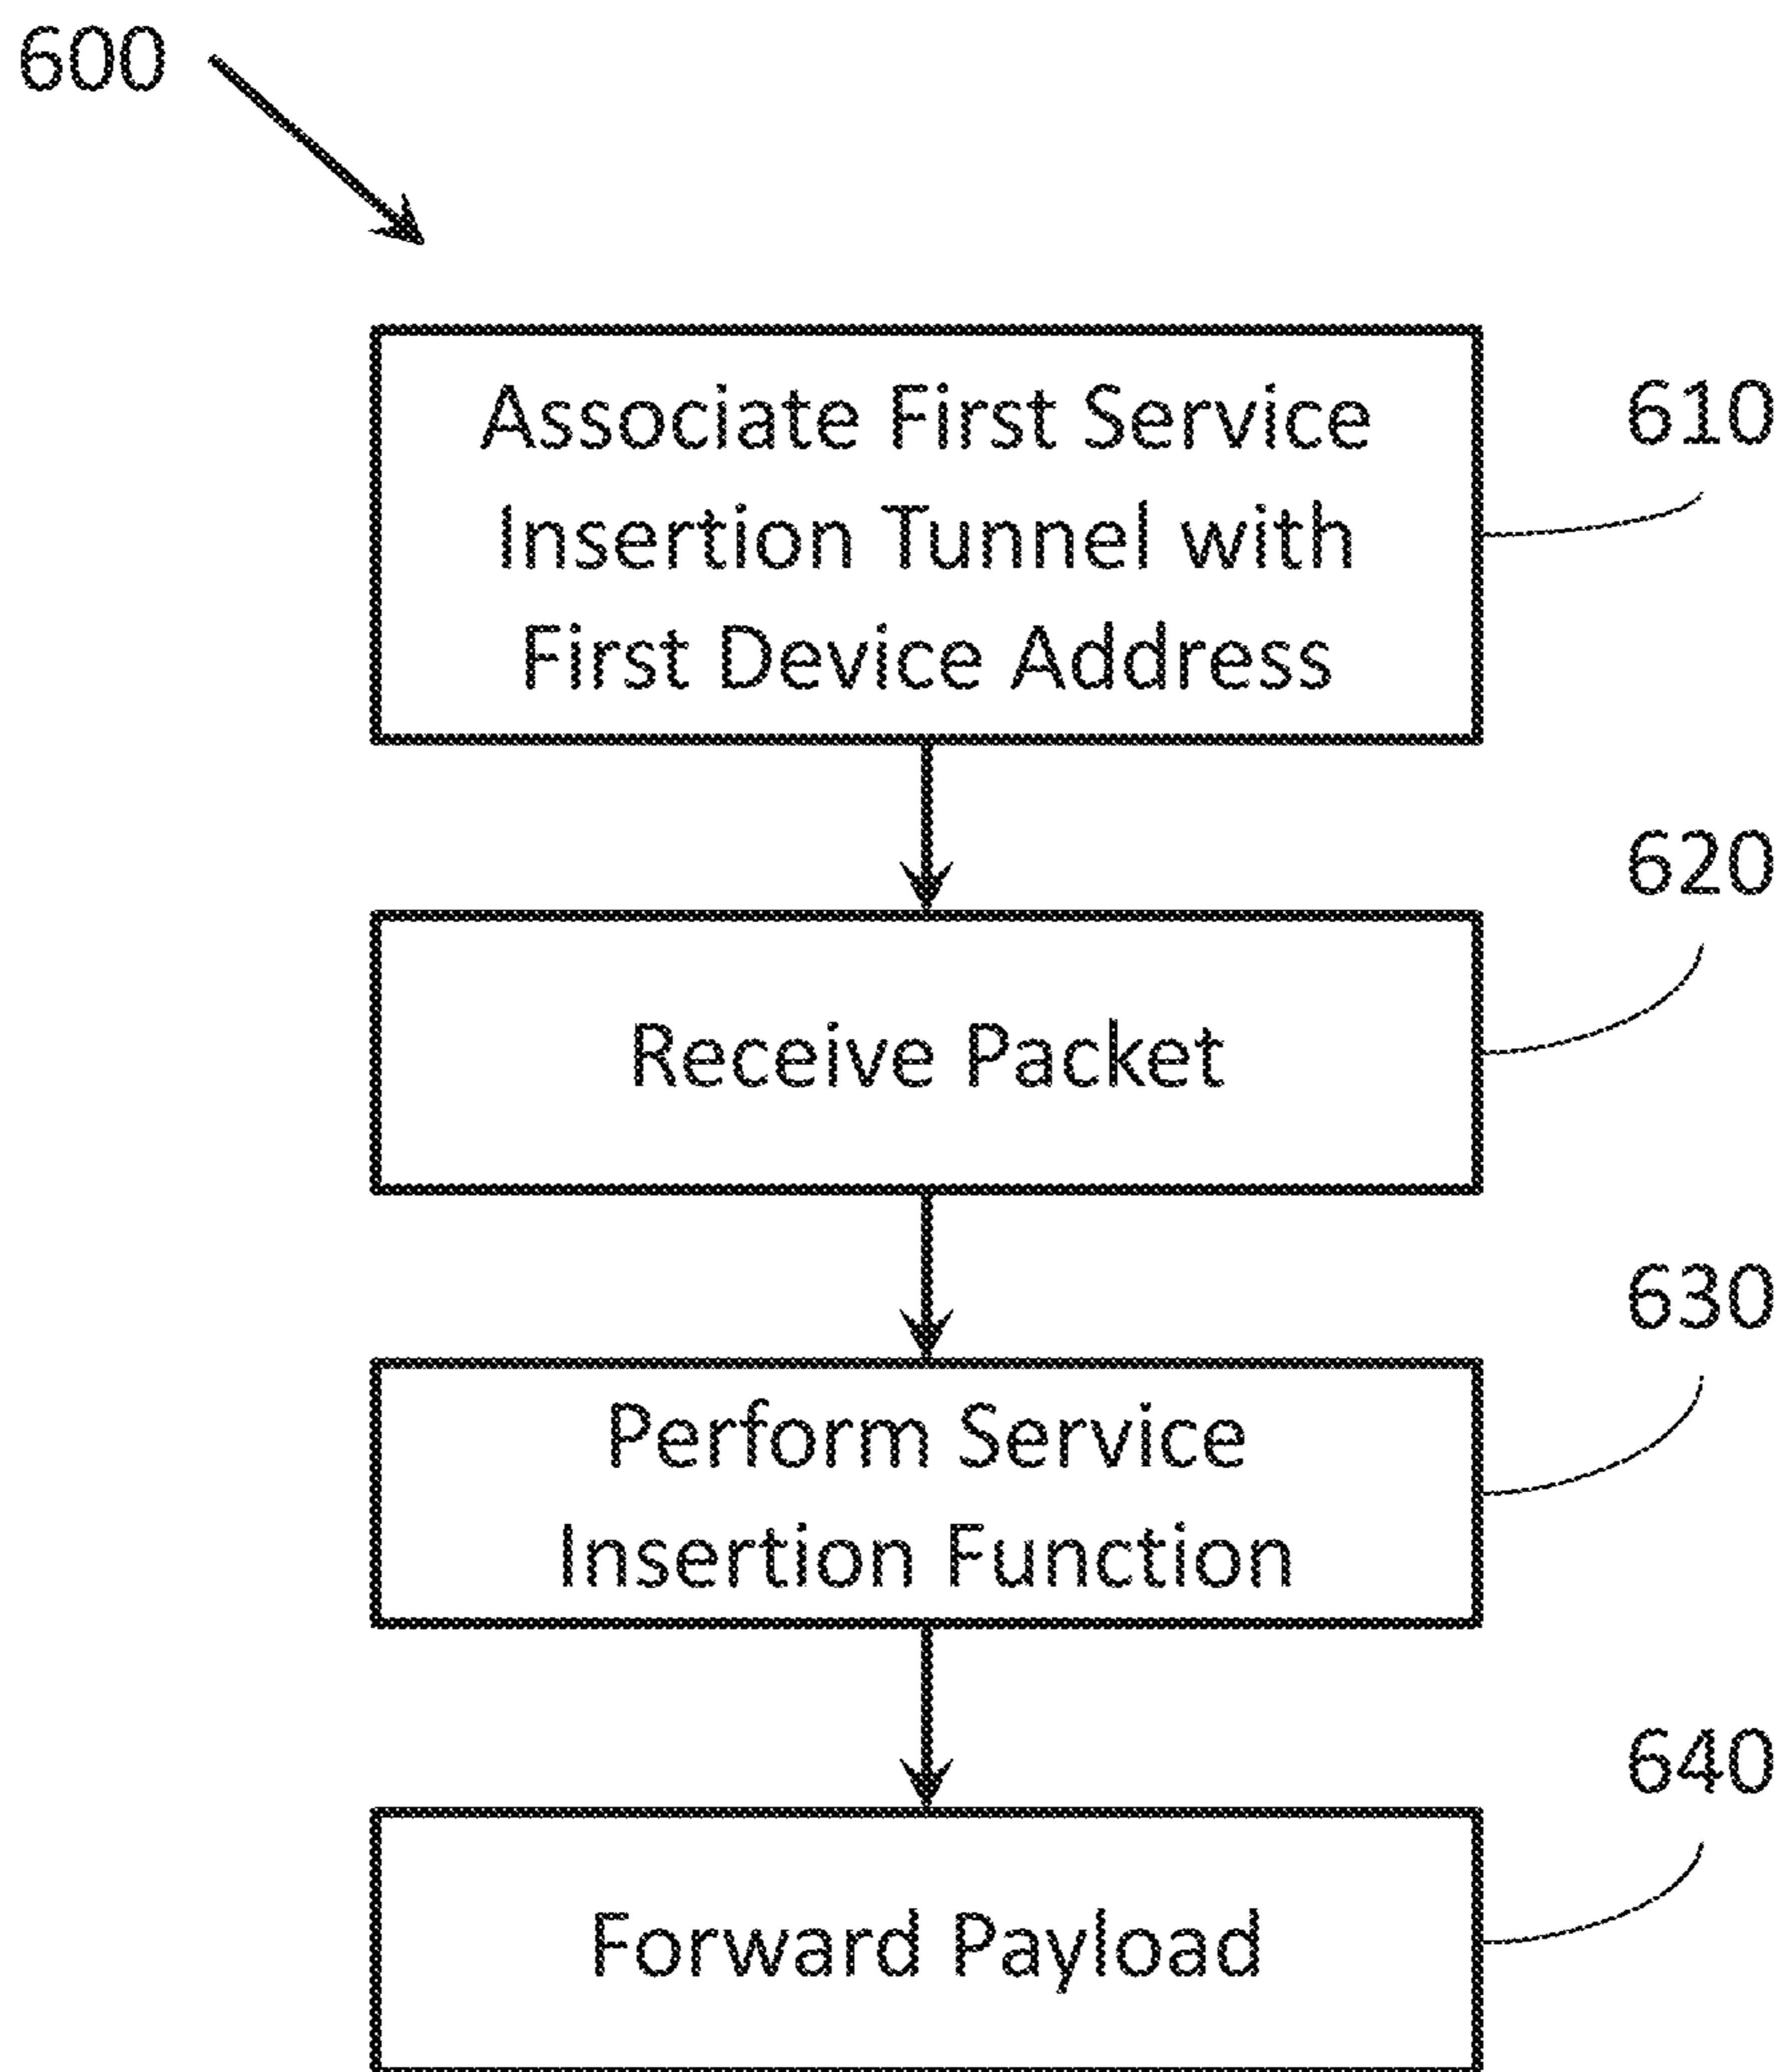 600
Associate First Service
Insertion Tunnel with
First Device Address
610
620
Receive Packet
630
Perform Service
Insertion Function
640
Forward Payload